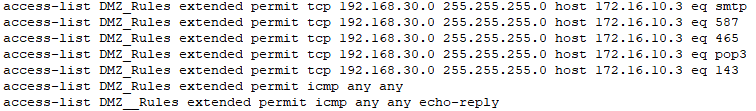 access-list DMZ_Rules extended permit tcp 192.168.30.0 255.255.255.0 host 172.16.10.3 eq smtp
access-list DMZ_Rules extended permit tcp 192.168.30.0 255.255.255.0 host 172.16.10.3 eq 587
access-list DMZ_Rules extended permit tcp 192.168.30.0 255.255.255.0 host 172.16.10.3 eq 465
access-list DMZ_Rules extended permit tcp 192.168.30.0 255.255.255.0 host 172.16.10.3 eq pop3
access-list DMZ_Rules extended permit tcp 192.168.30.0 255.255.255.0 host 172.16.10.3 eq 143
access-list DMZ_Rules extended permit icmp any any
access-list DMZ__Rules extended permit icmp any any echo-reply